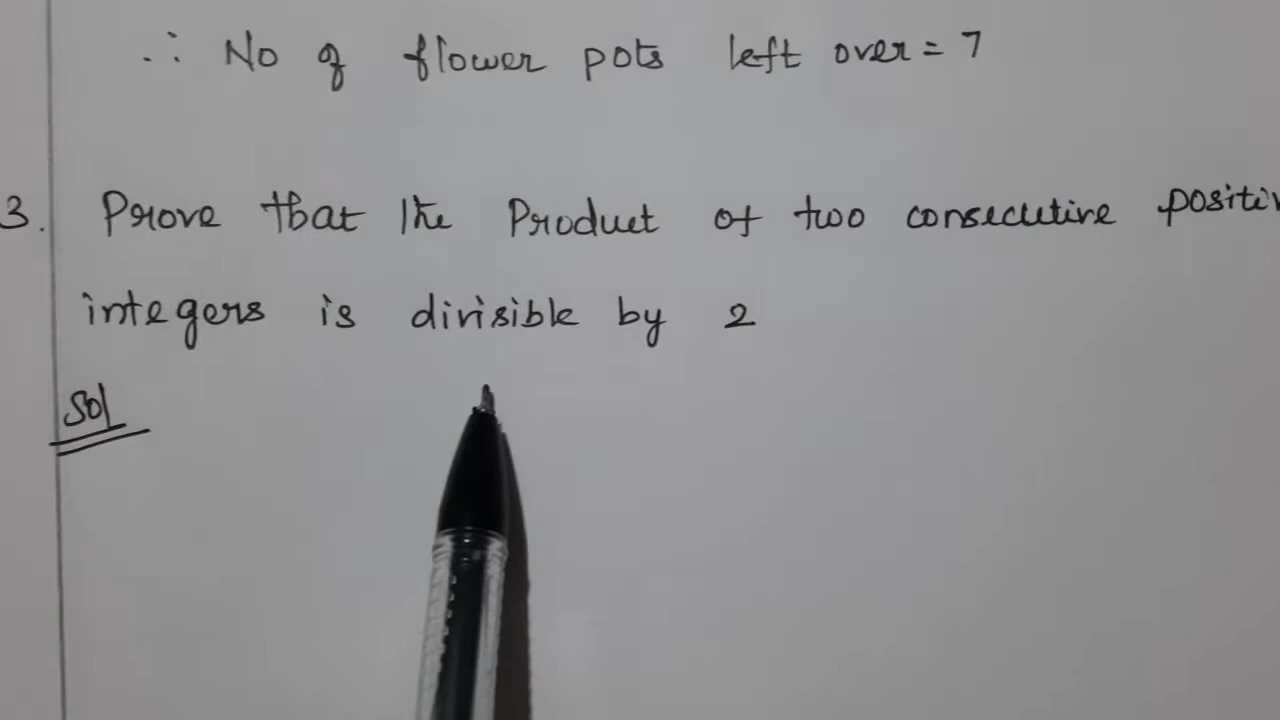 ∴ No of flower pots left over = 7
3. Prove that the Product of two consecutive positiv
integers is divisible by 2
Sol